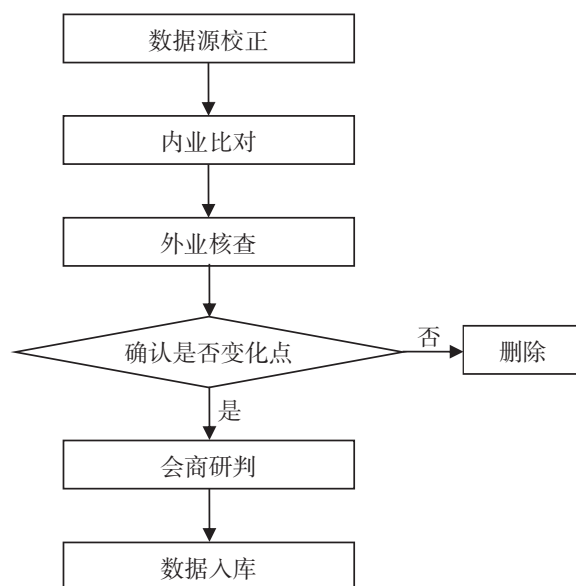 数据源校正
内业比对
外业核查
确认是否变化点
否
删除
是
会商研判
数据入库